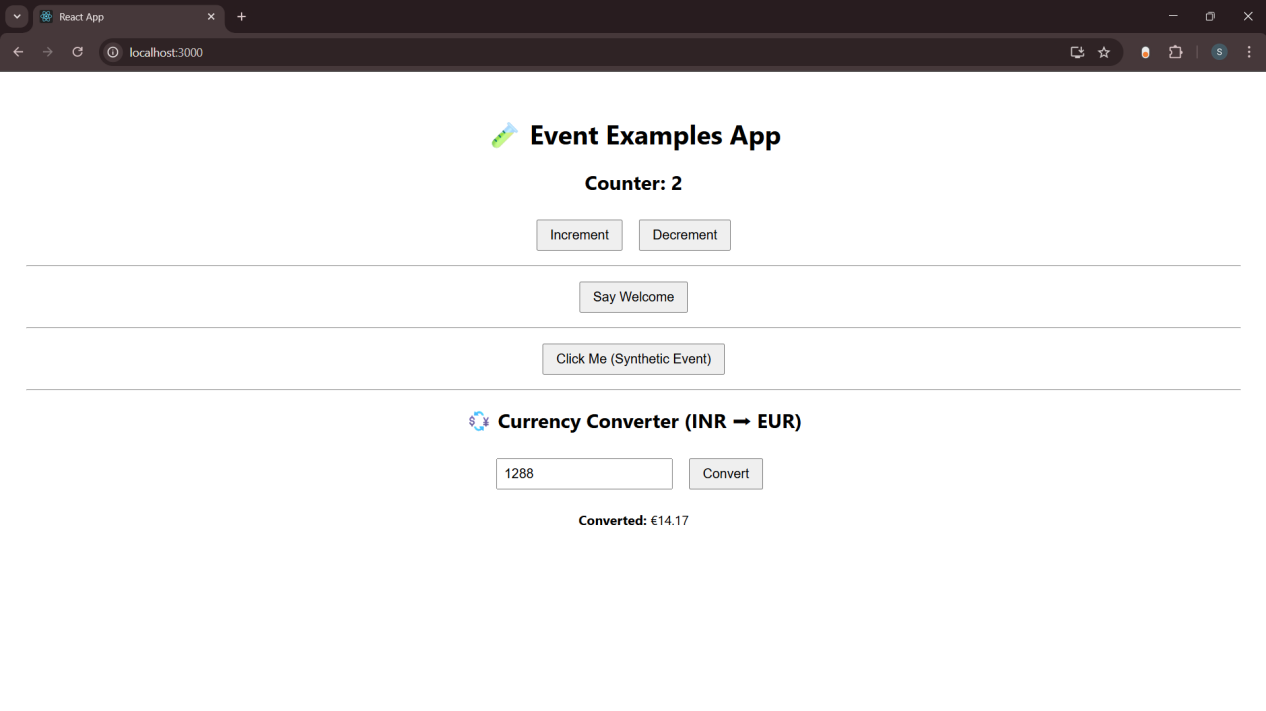 React App
localhost:3000
S
🧪 Event Examples App
Counter: 2
Increment Decrement
Say Welcome
Click Me (Synthetic Event)
💱 Currency Converter (INR ➞ EUR)
1288 Convert
Converted: €14.17